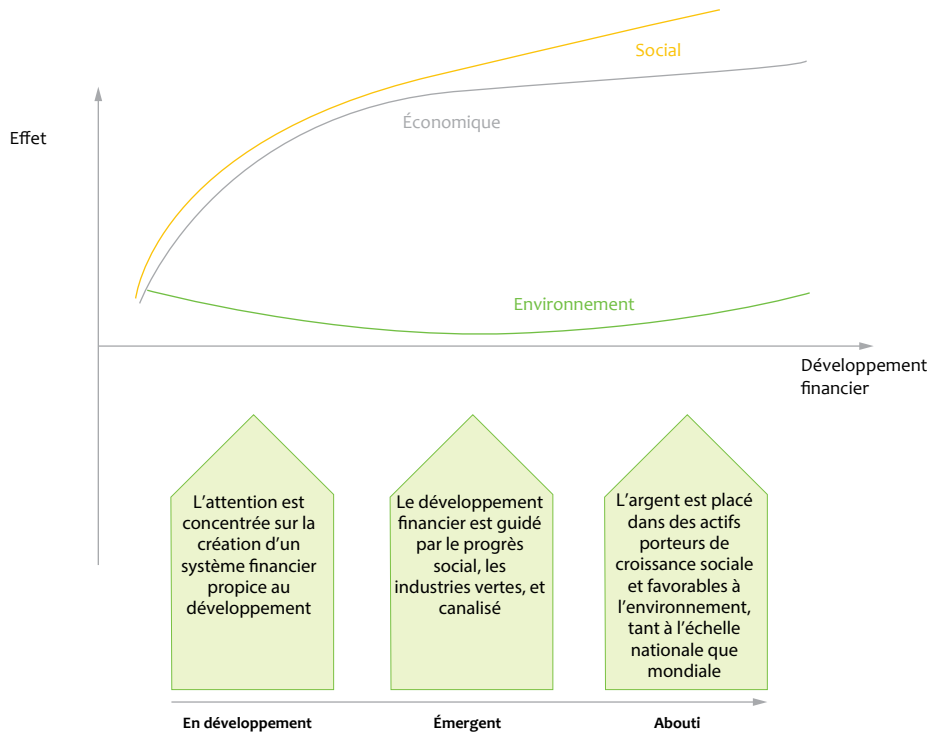 Social
Économique
Effet
Environnement
Développement
financier
L’attention est
concentrée sur la
création d’un
système financier
propice au
développement
Le développement
financier est guidé
par le progrès
social, les
industries vertes, et
canalisé
L’argent est placé
dans des actifs
porteurs de
croissance sociale
et favorables à
l’environnement,
tant à l’échelle
nationale que
mondiale
En développement
Émergent
Abouti